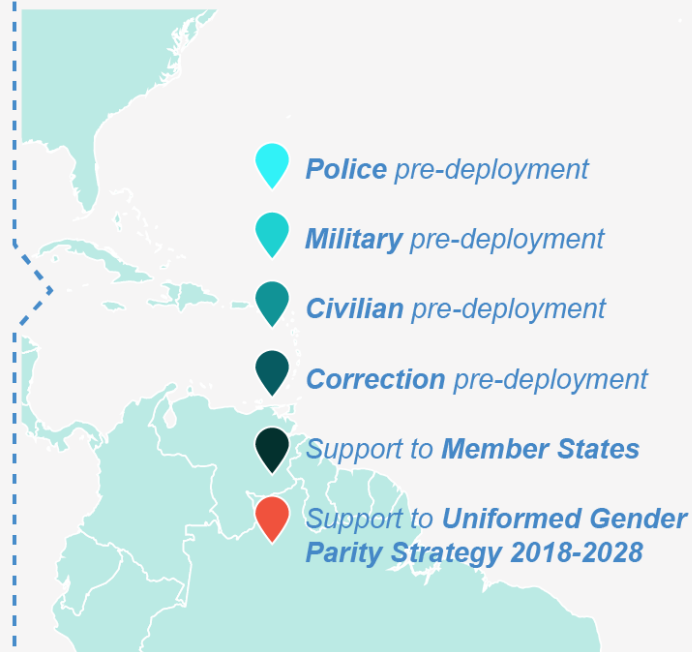 Police pre-deployment
Military pre-deployment
Civilian pre-deployment
Correction pre-deployment
Support to Member States
Support to Uniformed Gender
Parity Strategy 2018-2028